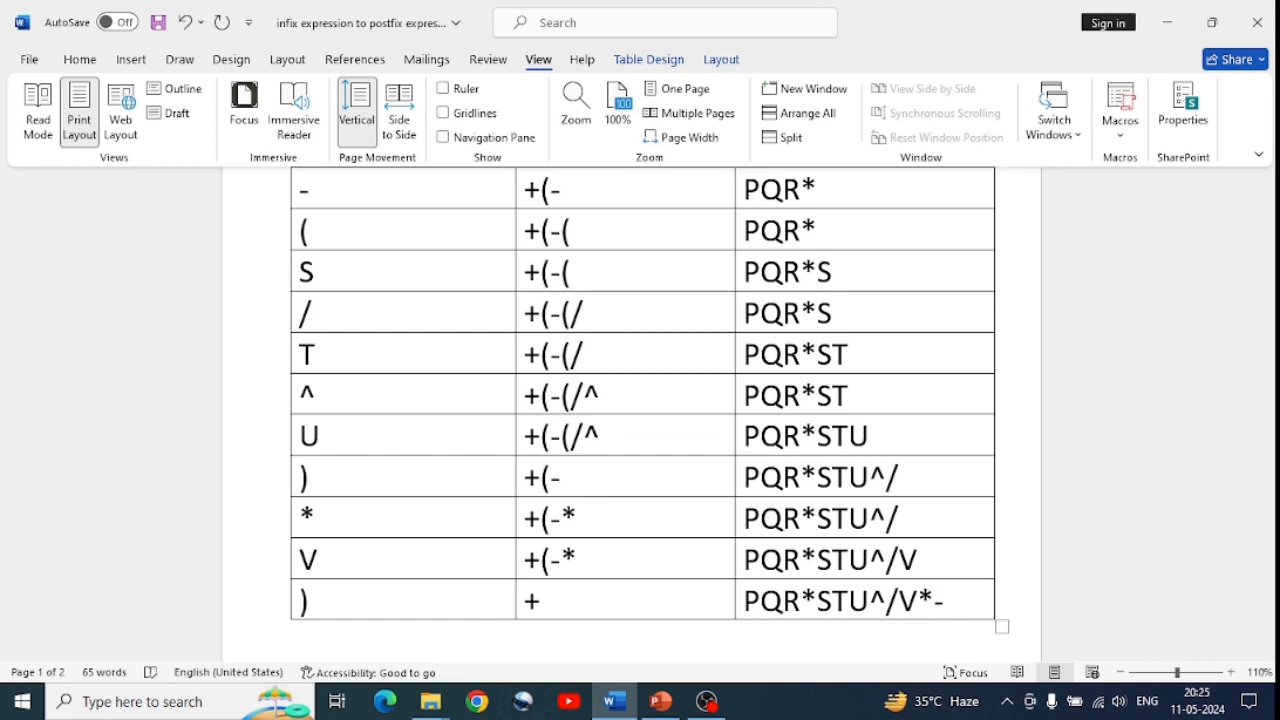 AutoSave Off infix expression to postfix expres... Search Sign in
File Home Insert Draw Design Layout References Mailings Review View Help Table Design Layout Share
Read Mode
Print Layout
Web Layout
Outline
Draft
Views
Focus
Immersive Reader
Immersive
Vertical
Side to Side
Page Movement
Ruler
Gridlines
Navigation Pane
Show
Zoom
100
100%
One Page
Multiple Pages
Page Width
Zoom
New Window
Arrange All
Split
View Side by Side
Synchronous Scrolling
Reset Window Position
Window
Switch Windows
Macros
Macros
Properties
SharePoint
- +(- PQR*
( +(-( PQR*
S +(-( PQR*S
/ +(-(/ PQR*S
T +(-(/ PQR*ST
^ +(-(/^ PQR*ST
U +(-(/^ PQR*STU
) +(- PQR*STU^/
* +(-* PQR*STU^/
V +(-* PQR*STU^/V
) + PQR*STU^/V*-
Page 1 of 2 65 words English (United States) Accessibility: Good to go Focus 110%
Type here to search 35°C Haze ENG 20:25
11-05-2024